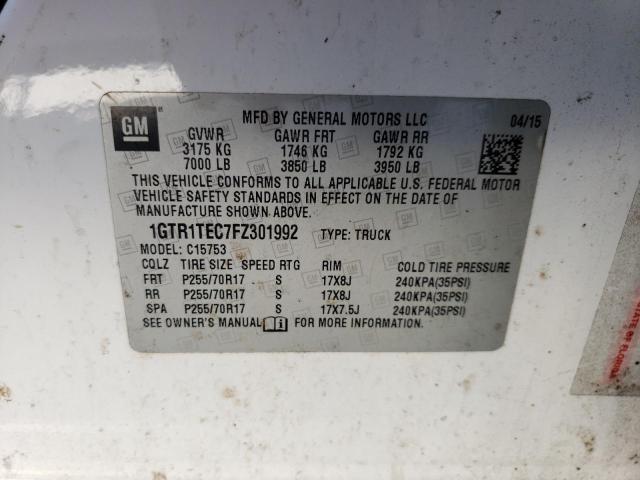 GM
MFD BY GENERAL MOTORS LLC 04/15
GVWR GAWR FRT GAWR RR
3175 KG 1746 KG 1792 KG
7000 LB 3850 LB 3950 LB
THIS VEHICLE CONFORMS TO ALL APPLICABLE U.S. FEDERAL MOTOR
VEHICLE SAFETY STANDARDS IN EFFECT ON THE DATE OF
MANUFACTURE SHOWN ABOVE.
1GTR1TEC7FZ301992 TYPE: TRUCK
MODEL: C15753
CQLZ TIRE SIZE SPEED RTG RIM COLD TIRE PRESSURE
FRT P255/70R17 S 17X8J 240KPA(35PSI)
RR P255/70R17 S 17X8J 240KPA(35PSI)
SPA P255/70R17 S 17X7.5J 240KPA(35PSI)
SEE OWNER'S MANUAL FOR MORE INFORMATION.
STATE OF FLORIDA